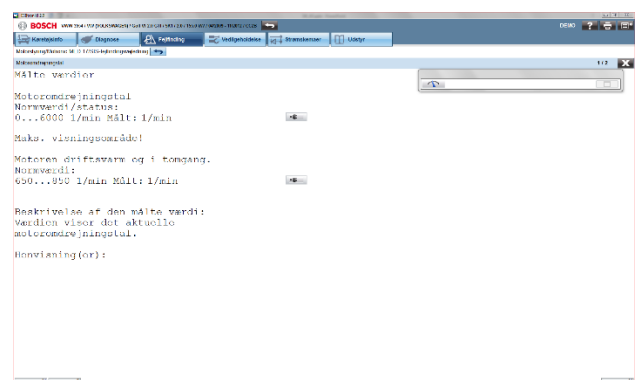 BOSCH
DEMO
Køretøjsinfo Diagnose Fejlfinding Vedligeholdelse Strømskemaer Udstyr
Motoromdrejningstal 1 / 2 X
Målte værdier
Motoromdrejningstal
Normværdi/status:
0...6000 1/min Målt: 1/min
Maks. visningsområde!
Motoren driftsvarm og i tomgang.
Normværdi:
650...850 1/min Målt: 1/min
Beskrivelse af den målte værdi:
Værdien viser det aktuelle
motoromdrejningstal.
Henvisning(er):